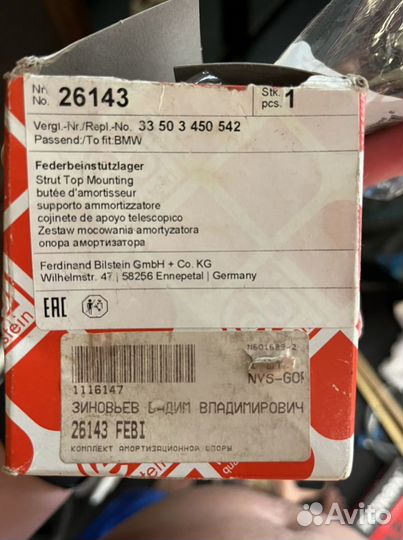 Nr.
No. 26143
Stk.
pcs. 1
Vergl.-Nr./Repl.-No. 33 50 3 450 542
Passend:/To fit:BMW
Federbeinstützlager
Strut Top Mounting
butée d'amortisseur
supporto ammortizzatore
cojinete de apoyo telescopico
Zestaw mocowania amortyzatora
опора амортизатора
Ferdinand Bilstein GmbH + Co. KG
Wilhelmstr. 47 | 58256 Ennepetal | Germany
EAC
stein
1116147
NVS-GOR
ЗИНОВЬЕВ ВЛАДИМИРОВИЧ
26143 FEBI
КОМПЛЕКТ АМОРТИЗАЦИОННОЙ ОПОРЫ
Avito